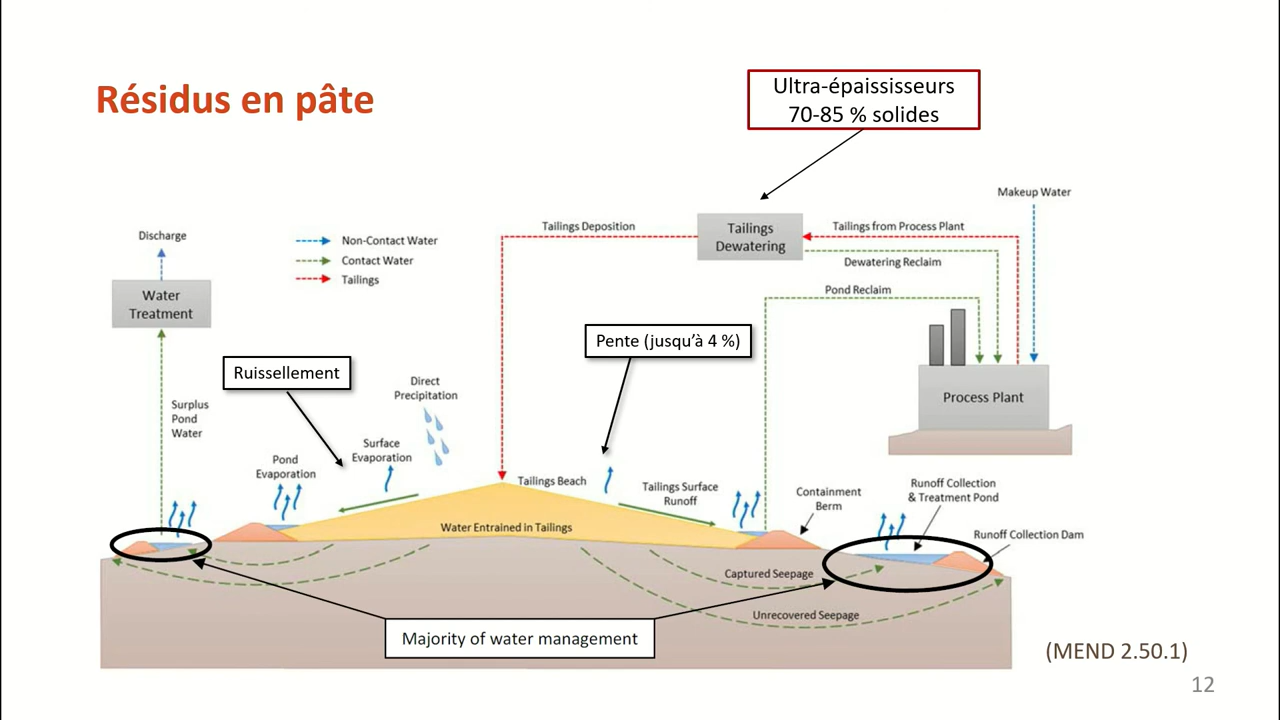 Résidus en pâte
Ultra-épaississeurs
70-85 % solides
Makeup Water
Discharge
Non-Contact Water
Contact Water
Tailings
Tailings Deposition
Tailings
Dewatering
Tailings from Process Plant
Dewatering Reclaim
Pond Reclaim
Water
Treatment
Pente (jusqu'à 4 %)
Ruissellement
Direct
Precipitation
Process Plant
Surplus
Pond
Water
Surface
Evaporation
Pond
Evaporation
Tailings Beach
Tailings Surface
Runoff
Containment
Berm
Runoff Collection
& Treatment Pond
Water Entrained in Tailings
Runoff Collection Dam
Captured Seepage
Unrecovered Seepage
Majority of water management
(MEND 2.50.1)
12